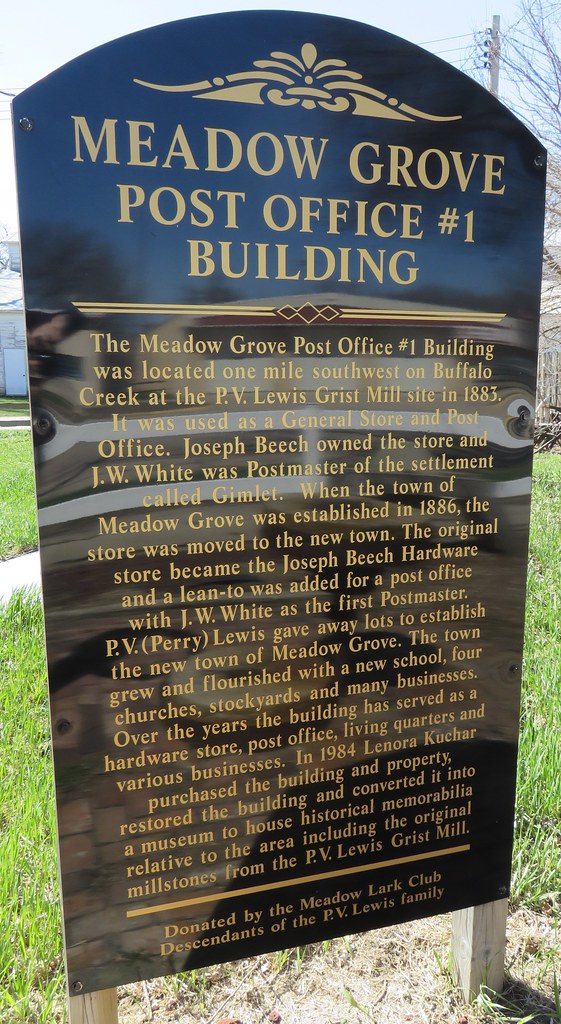 MEADOW GROVE
POST OFFICE #1
BUILDING
The Meadow Grove Post Office #1 Building
was located one mile southwest on Buffalo
Creek at the P.V. Lewis Grist Mill site in 1883.
It was used as a General Store and Post
Office. Joseph Beech owned the store and
J.W. White was Postmaster of the settlement
called Gimlet. When the town of
Meadow Grove was established in 1886, the
store was moved to the new town. The original
store became the Joseph Beech Hardware
and a lean-to was added for a post office
with J.W. White as the first Postmaster.
P.V. (Perry) Lewis gave away lots to establish
the new town of Meadow Grove. The town
grew and flourished with a new school, four
churches, stockyards and many businesses.
Over the years the building has served as a
hardware store, post office, living quarters and
various businesses. In 1984 Lenora Kuchar
purchased the building and property,
restored the building and converted it into
a museum to house historical memorabilia
relative to the area including the original
millstones from the P.V. Lewis Grist Mill.
Donated by the Meadow Lark Club
Descendants of the P.V. Lewis family